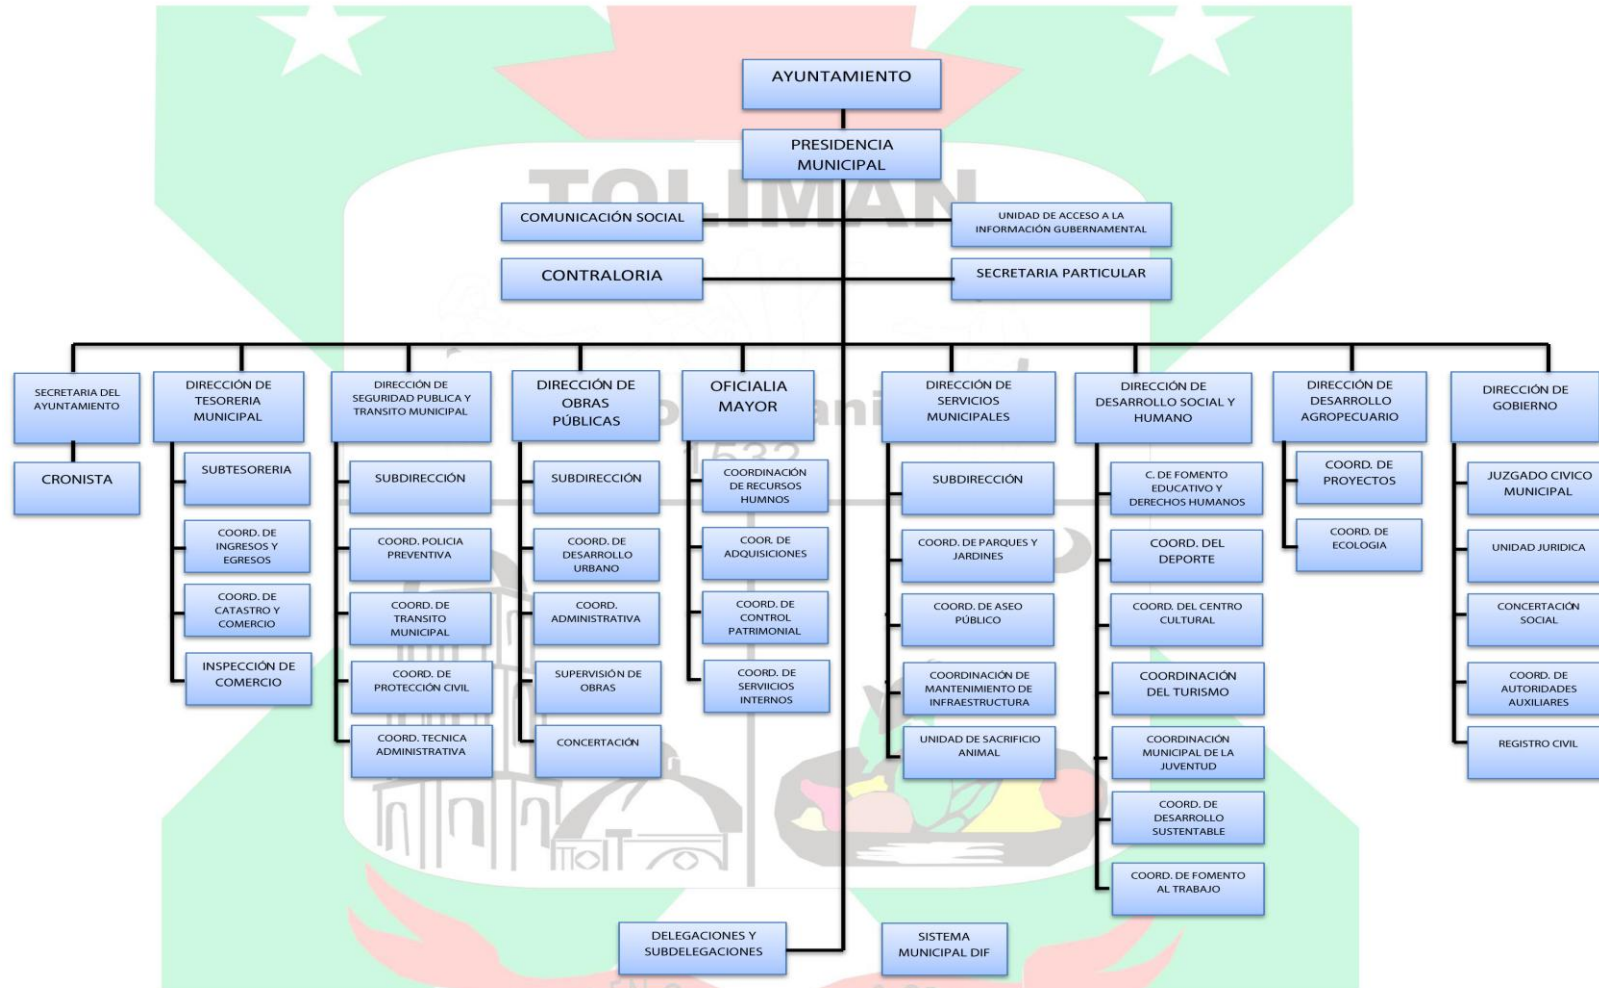 AYUNTAMIENTO
PRESIDENCIA
MUNICIPAL
TOLIMAN
COMUNICACIÓN SOCIAL
UNIDAD DE ACCESO A LA
INFORMACIÓN GUBERNAMENTAL
CONTRALORIA
SECRETARIA PARTICULAR
SECRETARIA DEL
AYUNTAMIENTO
CRONISTA
DIRECCIÓN DE
TESORERIA
MUNICIPAL
SUBTESORERIA
COORD. DE
INGRESOS Y
EGRESOS
COORD. DE
CATASTRO Y
COMERCIO
INSPECCIÓN DE
COMERCIO
DIRECCIÓN DE
SEGURIDAD PUBLICA Y
TRANSITO MUNICIPAL
SUBDIRECCIÓN
COORD. POLICIA
PREVENTIVA
COORD. DE
TRANSITO
MUNICIPAL
COORD. DE
PROTECCIÓN CIVIL
COORD. TECNICA
ADMINISTRATIVA
DIRECCIÓN DE
OBRAS
PÚBLICAS
SUBDIRECCIÓN
COORD. DE
DESARROLLO
URBANO
COORD.
ADMINISTRATIVA
SUPERVISIÓN DE
OBRAS
CONCERTACIÓN
OFICIALIA
MAYOR
1532
COORDINACIÓN
DE RECURSOS
HUMNOS
COOR. DE
ADQUISICIONES
COORD. DE
CONTROL
PATRIMONIAL
COORD. DE
SERVIICIOS
INTERNOS
DIRECCIÓN DE
SERVICIOS
MUNICIPALES
SUBDIRECCIÓN
COORD. DE PARQUES Y
JARDINES
COORD. DE ASEO
PÚBLICO
COORDINACIÓN DE
MANTENIMIENTO DE
INFRAESTRUCTURA
UNIDAD DE SACRIFICIO
ANIMAL
DIRECCIÓN DE
DESARROLLO SOCIAL Y
HUMANO
C. DE FOMENTO
EDUCATIVO Y
DERECHOS HUMANOS
COORD. DEL
DEPORTE
COORD. DEL CENTRO
CULTURAL
COORDINACIÓN
DEL TURISMO
COORDINACIÓN
MUNICIPAL DE LA
JUVENTUD
COORD. DE
DESARROLLO
SUSTENTABLE
COORD. DE FOMENTO
AL TRABAJO
DIRECCIÓN DE
DESARROLLO
AGROPECUARIO
COORD. DE
PROYECTOS
COORD. DE
ECOLOGIA
DIRECCIÓN DE
GOBIERNO
JUZGADO CIVICO
MUNICIPAL
UNIDAD JURIDICA
CONCERTACIÓN
SOCIAL
COORD. DE
AUTORIDADES
AUXILIARES
REGISTRO CIVIL
DELEGACIONES Y
SUBDELEGACIONES
SISTEMA
MUNICIPAL DIF